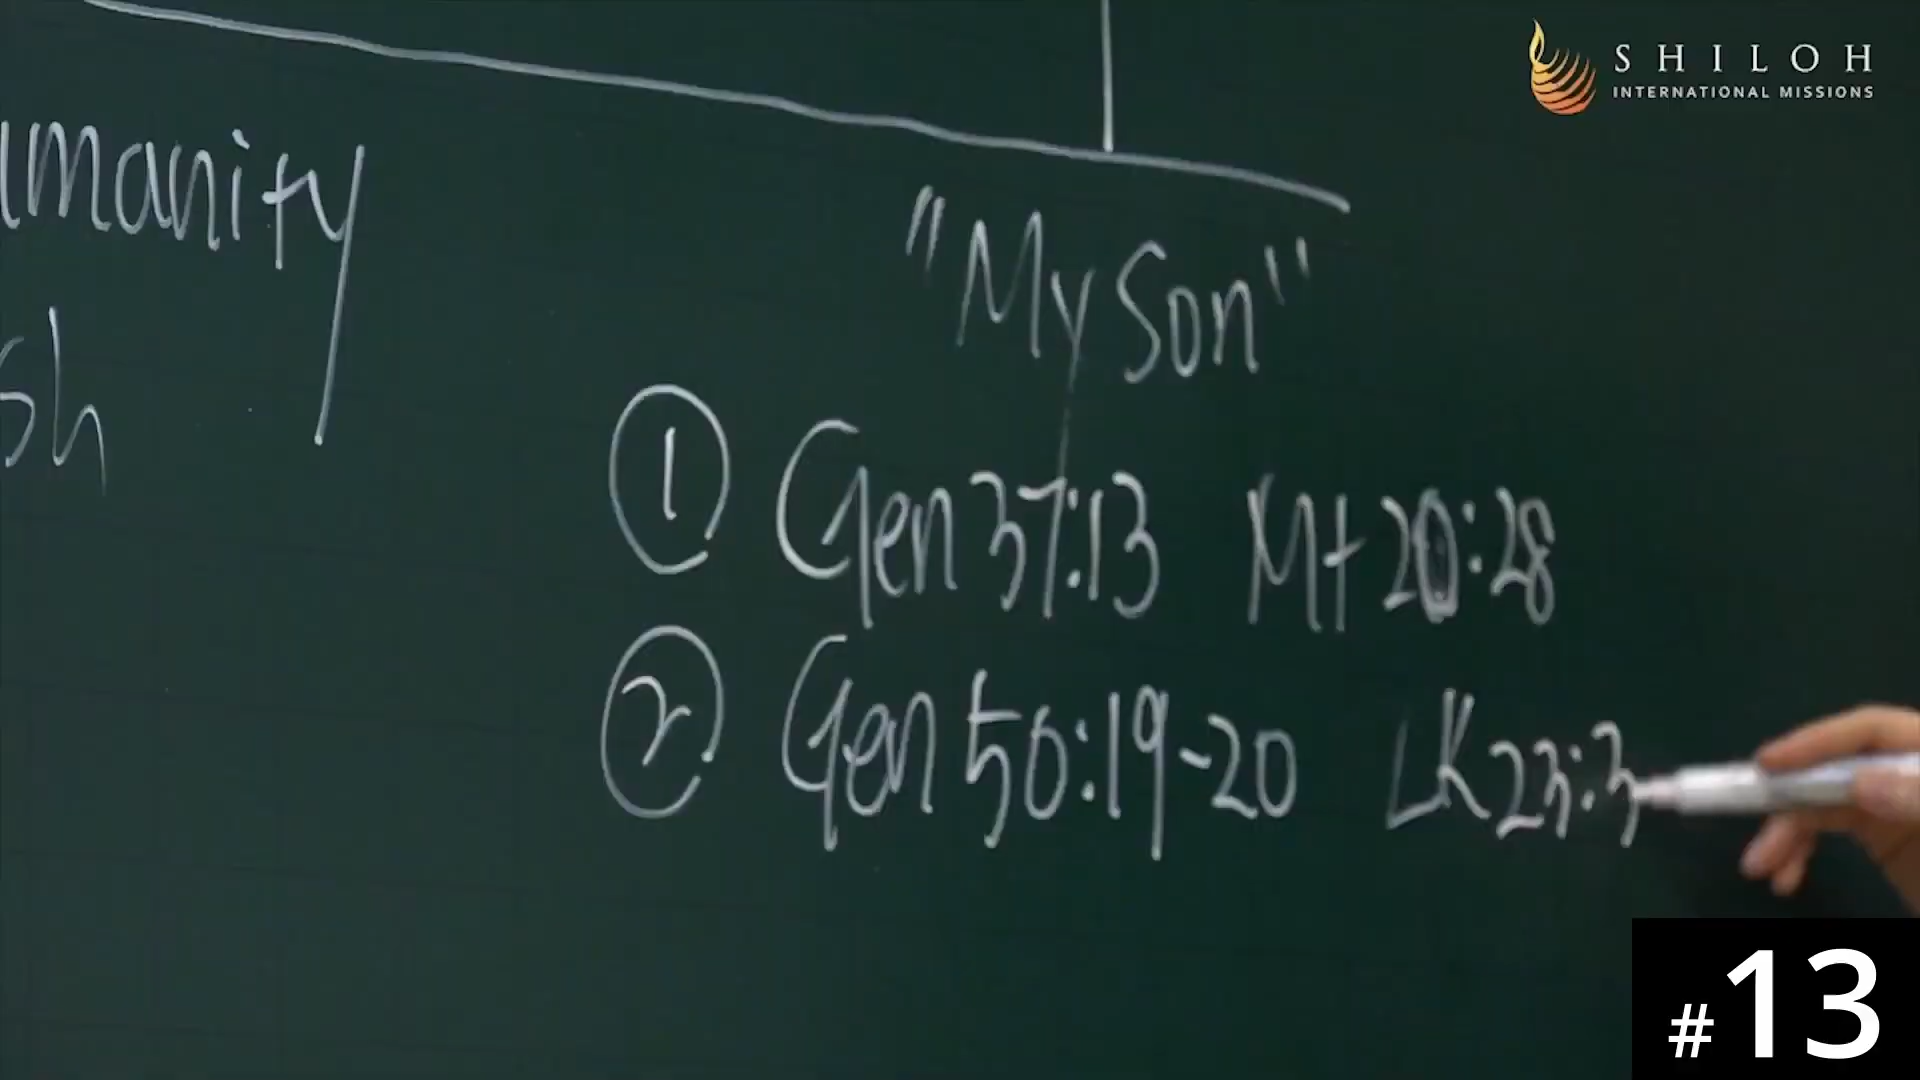 SHILOH
INTERNATIONAL MISSIONS
umanity
sh
"My Son"
1 Gen 37:13 Mt 20:28
2 Gen 50:19-20 LK 23:3
#13